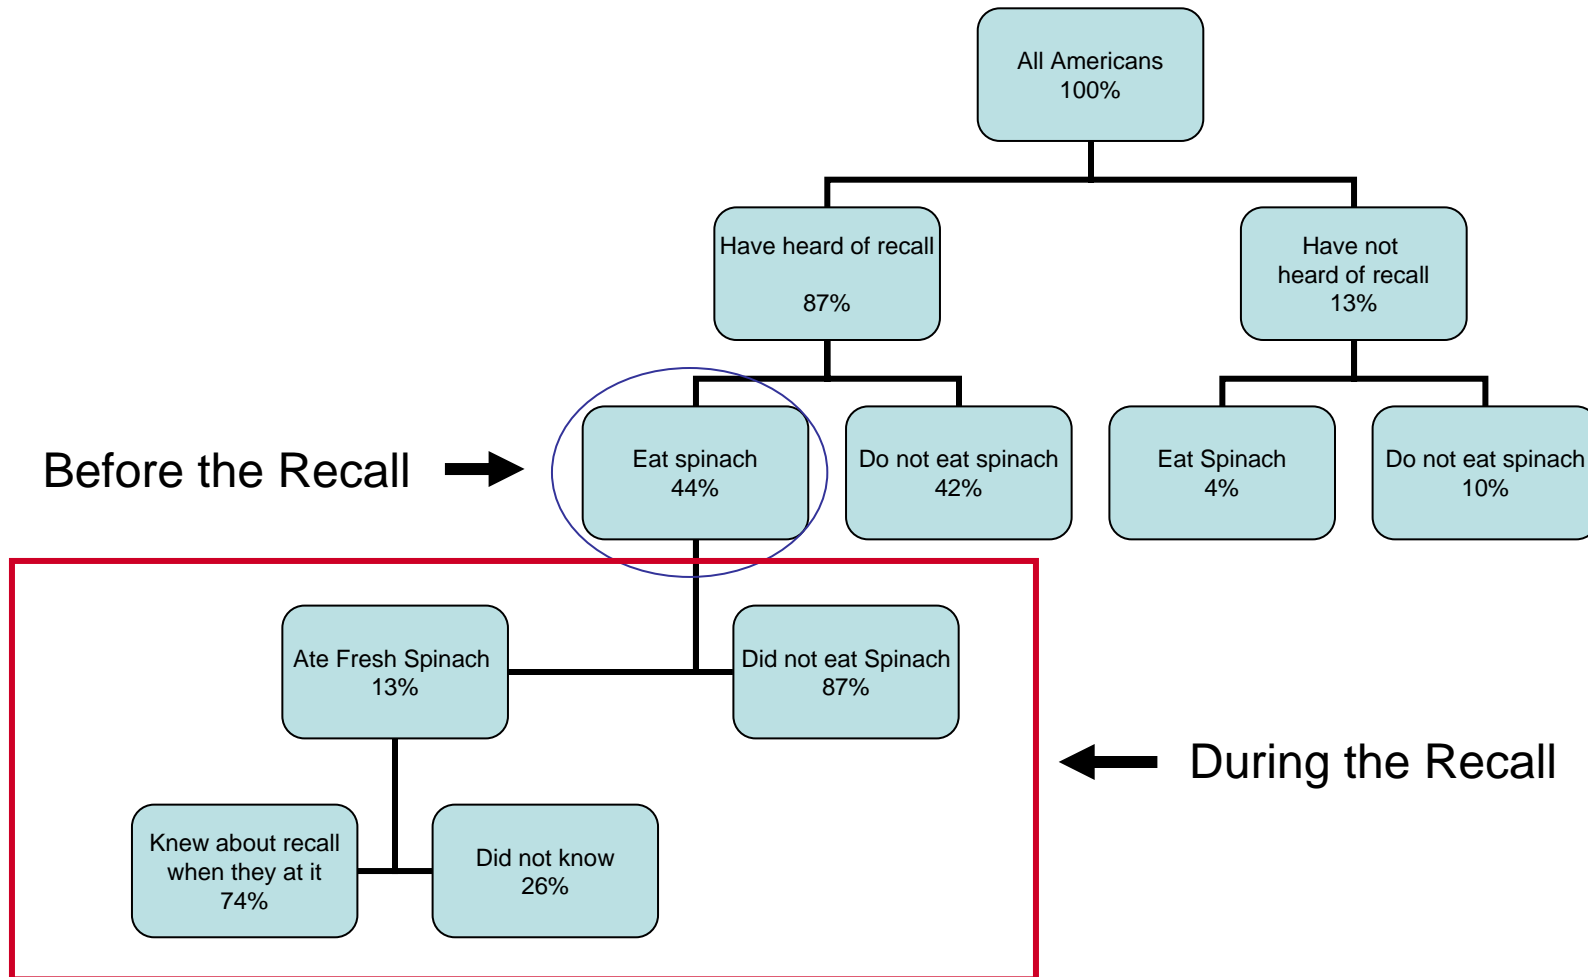 All Americans
100%
Have heard of recall
87%
Have not
heard of recall
13%
Before the Recall
Eat spinach
44%
Do not eat spinach
42%
Eat Spinach
4%
Do not eat spinach
10%
Ate Fresh Spinach
13%
Did not eat Spinach
87%
During the Recall
Knew about recall
when they at it
74%
Did not know
26%